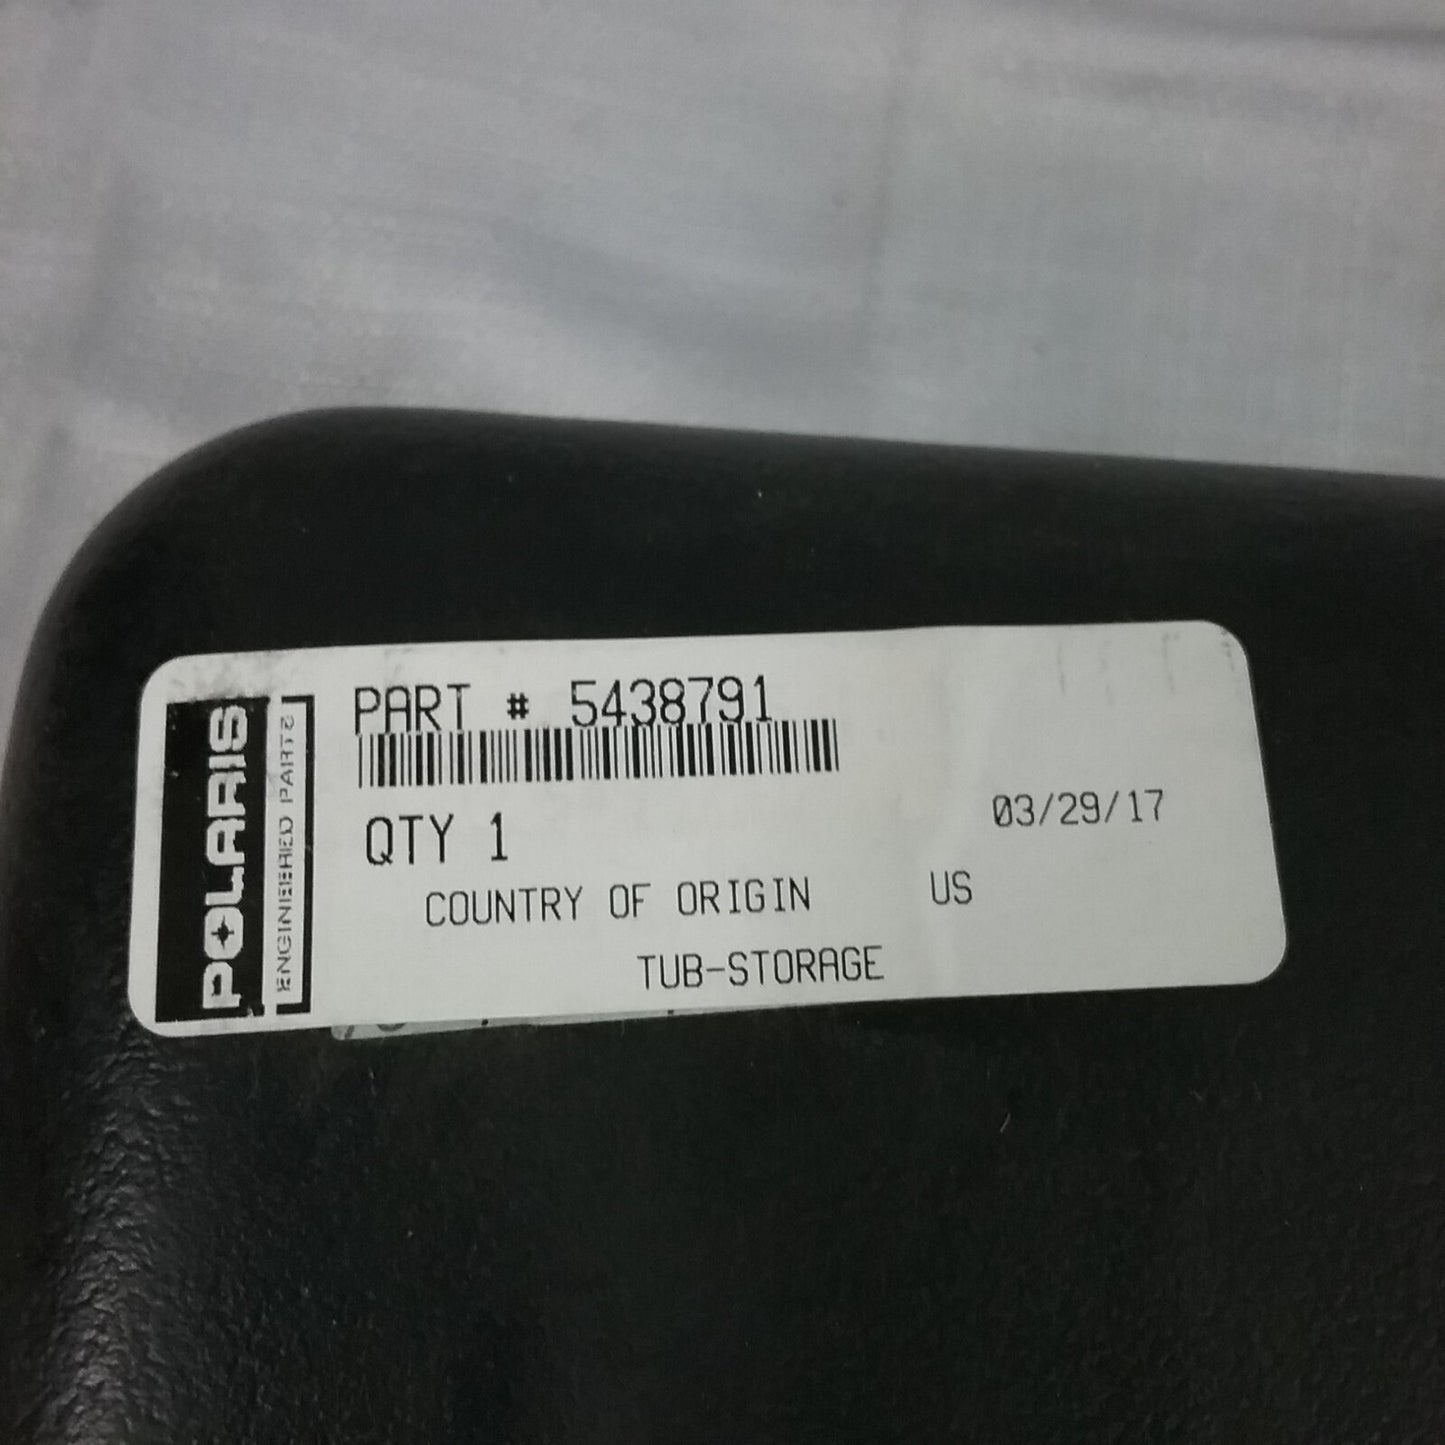 POLARIS
ENGINEERED PARTS
PART # 5438791
QTY 1
03/29/17
COUNTRY OF ORIGIN US
TUB-STORAGE